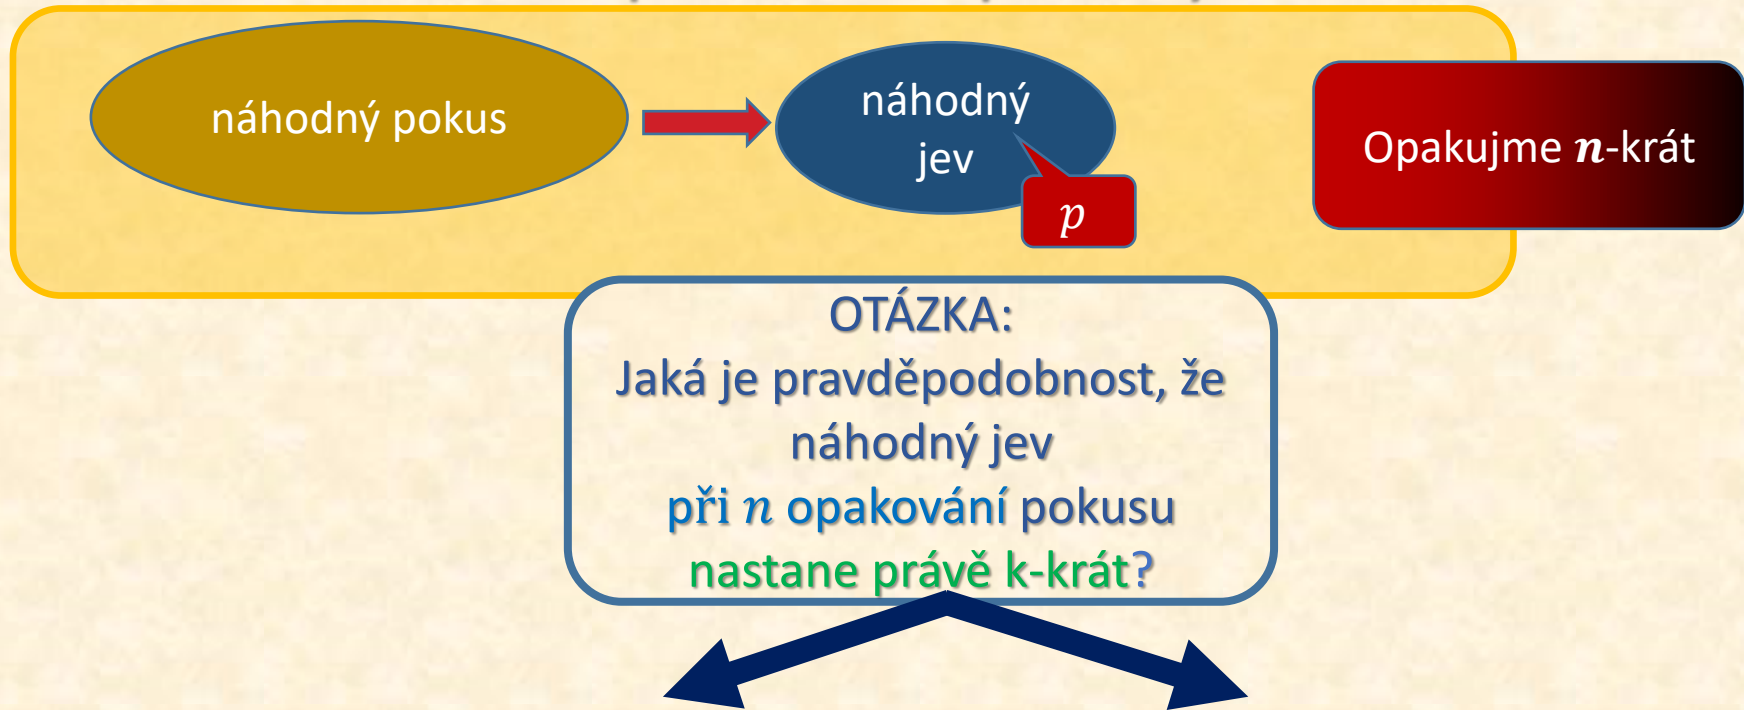 náhodný pokus
náhodný
jev
p
Opakujme n-krát
OTÁZKA:
Jaká je pravděpodobnost, že
náhodný jev
při n opakování pokusu
nastane právě k-krát?